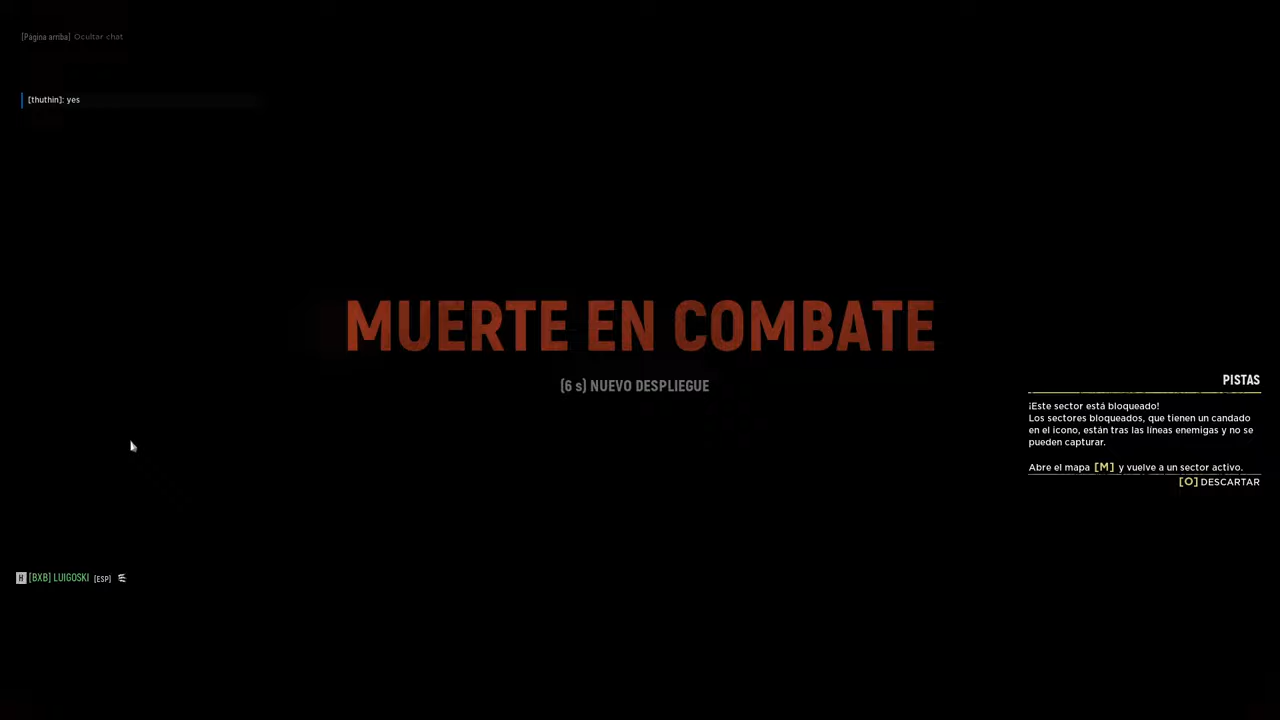 [Página arriba] Ocultar chat
[thuthin]: yes
MUERTE EN COMBATE
(6 s) NUEVO DESPLIEGUE
PISTAS
¡Este sector está bloqueado!
Los sectores bloqueados, que tienen un candado
en el icono, están tras las líneas enemigas y no se
pueden capturar.
Abre el mapa [M] y vuelve a un sector activo.
[O] DESCARTAR
H [BXB] LUIGOSKI [ESP]